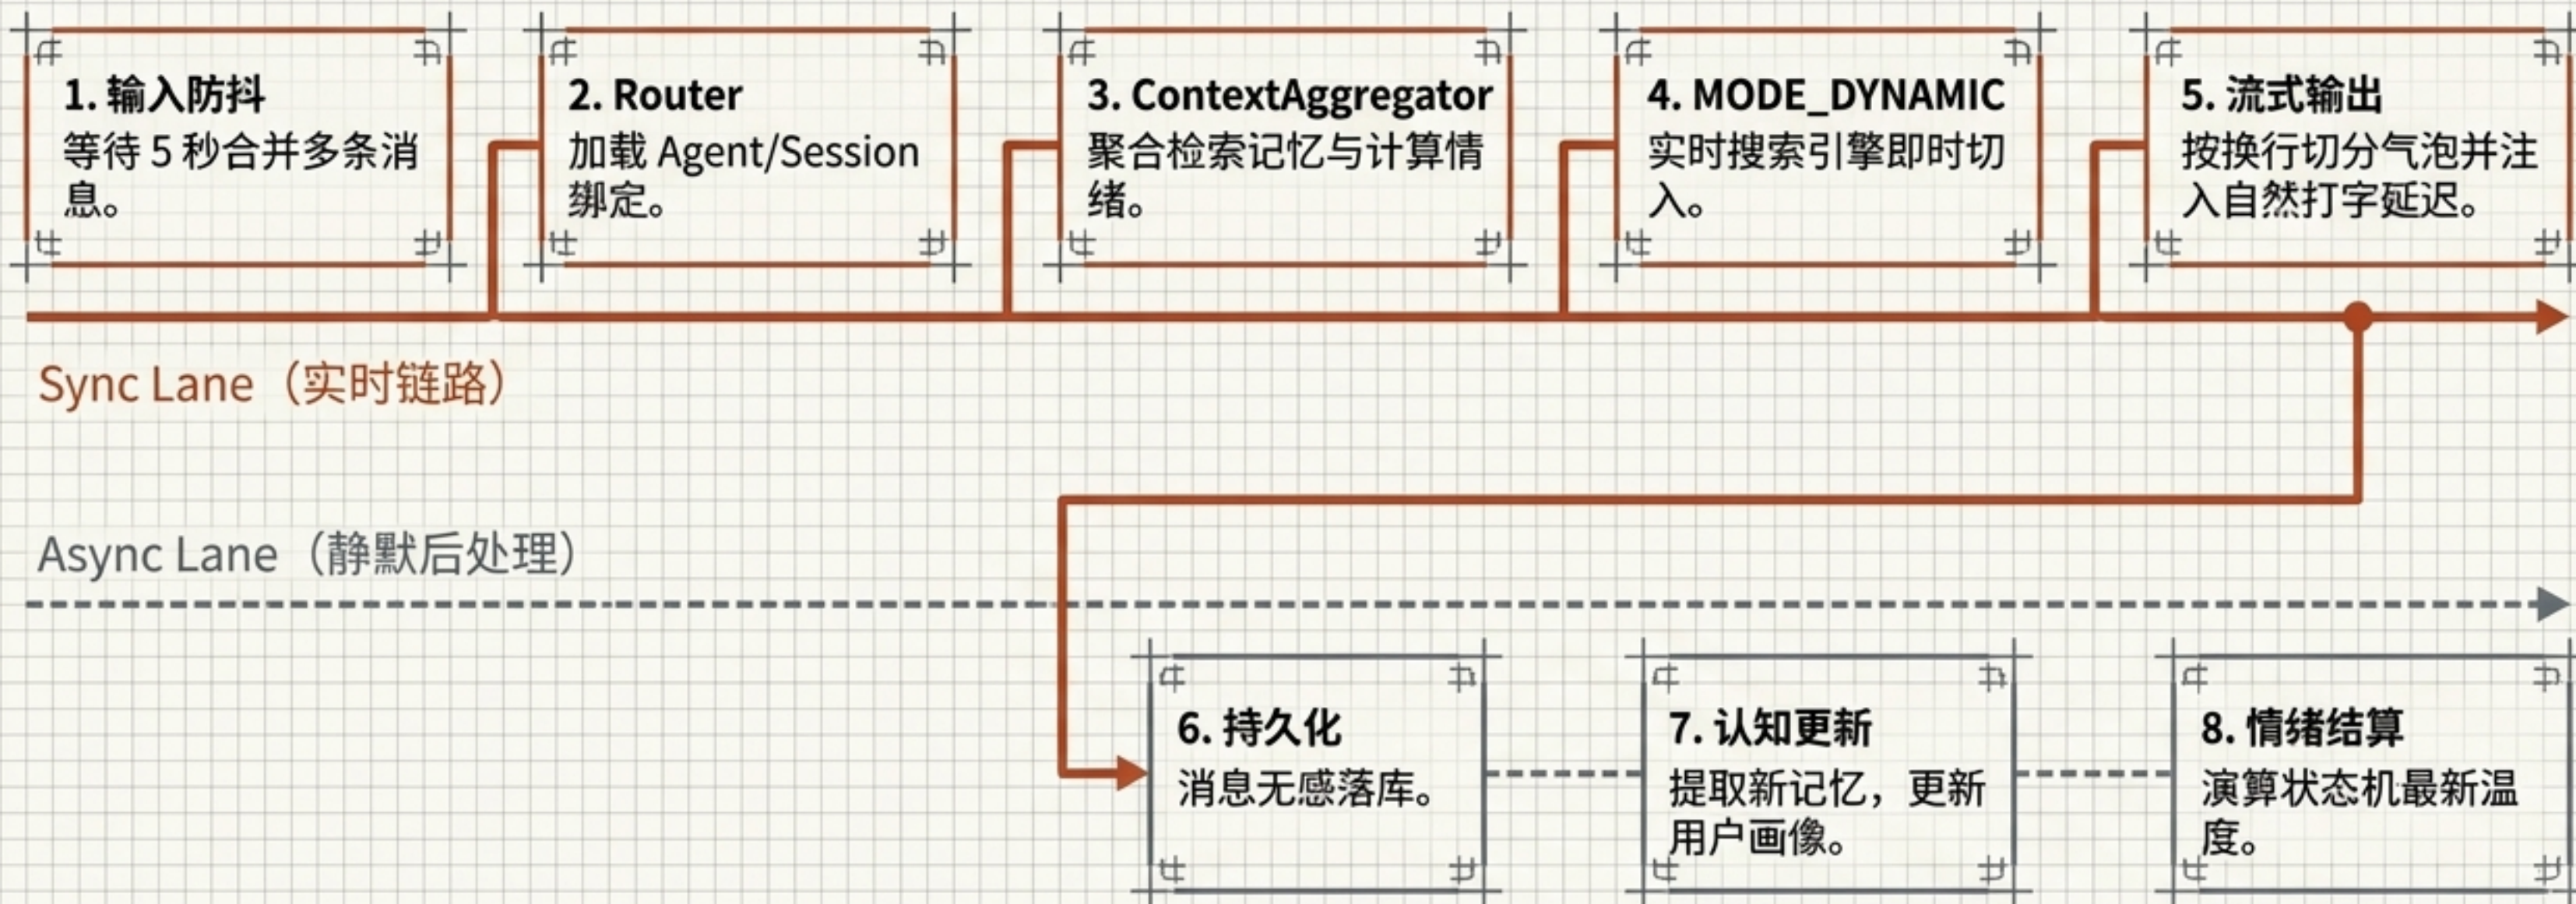 1. 输入防抖
等待 5 秒合并多条消
息。
2. Router
加载 Agent/Session
绑定。
3. ContextAggregator
聚合检索记忆与计算情
绪。
4. MODE_DYNAMIC
实时搜索引擎即时切
入。
5. 流式输出
按换行切分气泡并注
入自然打字延迟。
Sync Lane（实时链路）
Async Lane（静默后处理）
6. 持久化
消息无感落库。
7. 认知更新
提取新记忆，更新
用户画像。
8. 情绪结算
演算状态机最新温
度。